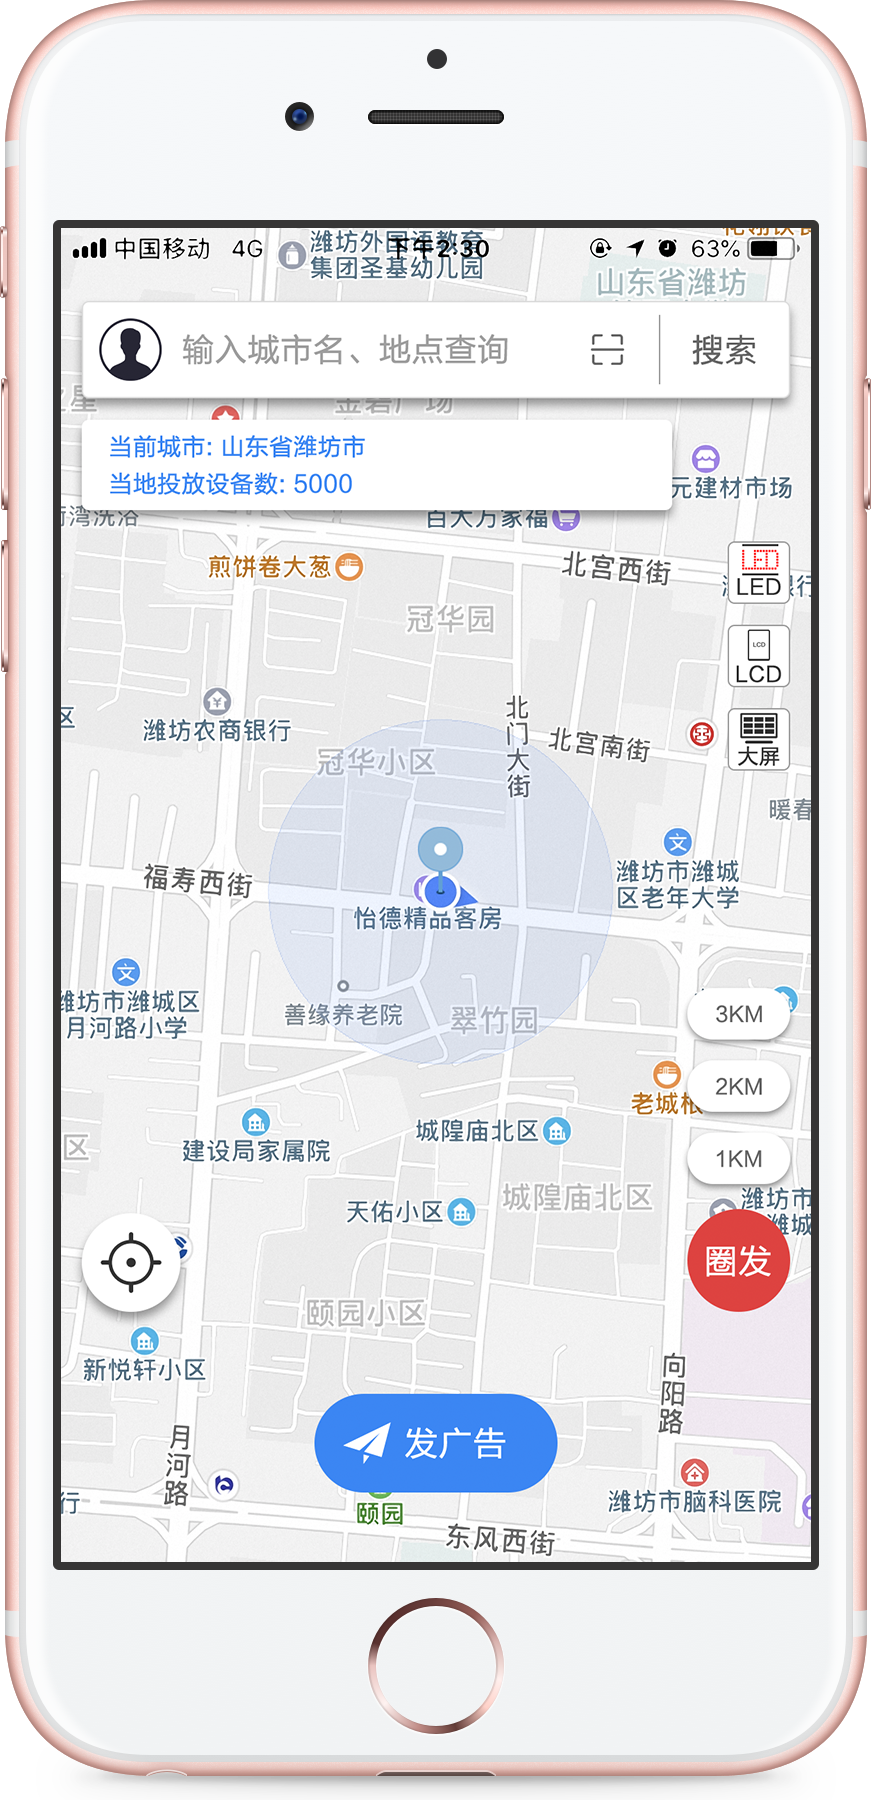 中国移动 4G 下午2:30 63%
潍坊外国语教育
集团圣基幼儿园
山东省潍坊
输入城市名、地点查询 搜索
当前城市: 山东省潍坊市
当地投放设备数: 5000
元建材市场
街湾洗浴
百大万家福
煎饼卷大葱
北宫西街
LED
LED
冠华园
LCD
LCD
区
潍坊农商银行
北门大街
北宫南街
大屏
冠华小区
暖春
福寿西街
潍坊市潍城
区老年大学
怡德精品客房
潍坊市潍城区
月河路小学
善缘养老院
翠竹园
3KM
2KM
老城根
1KM
建设局家属院
城隍庙北区
区
城隍庙北区
天佑小区
潍坊市
潍城
圈发
颐园小区
新悦轩小区
向阳路
月河路
发广告
行
颐园
潍坊市脑科医院
东风西街